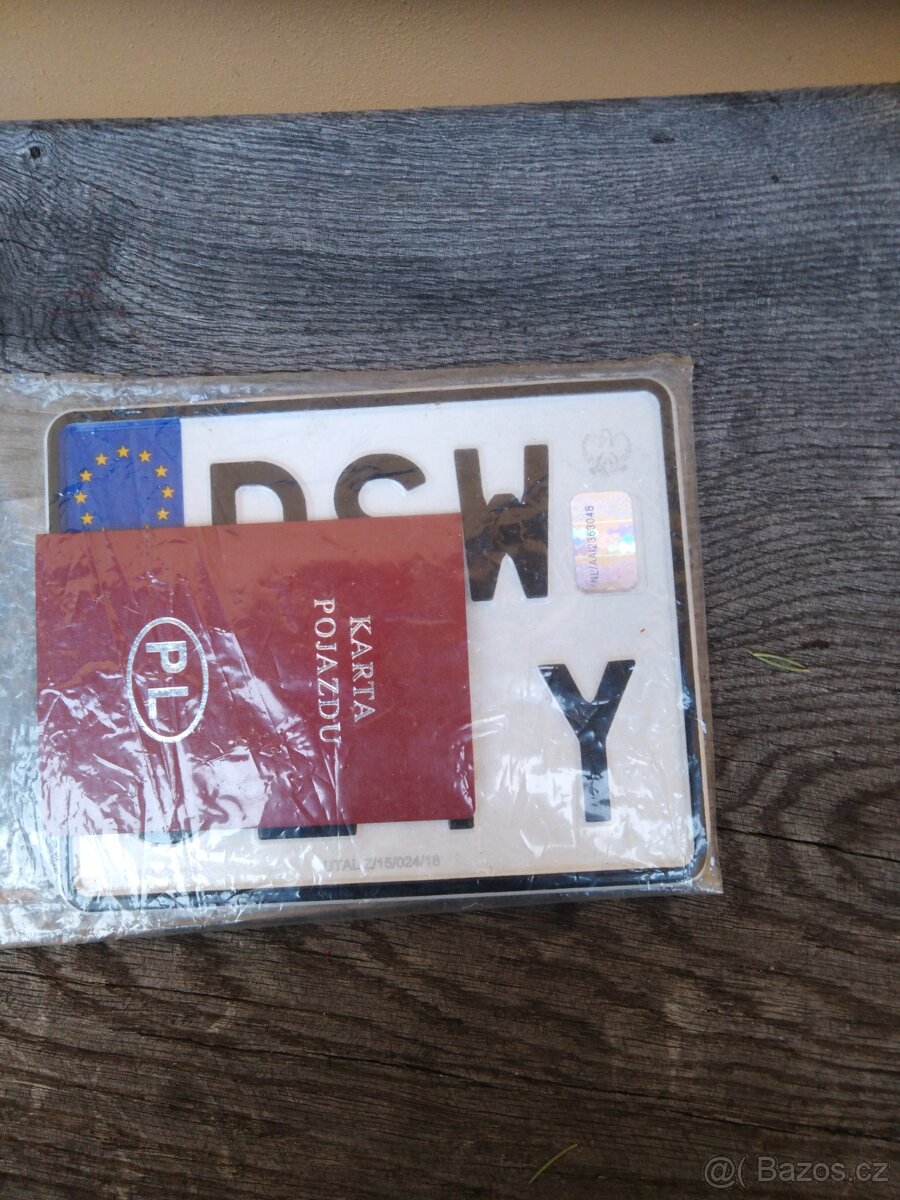 DSW
NL/AAI2363048
KARTA
POJAZDU
PL
Y
UTAL Z/15/024/18
@( Bazos.cz